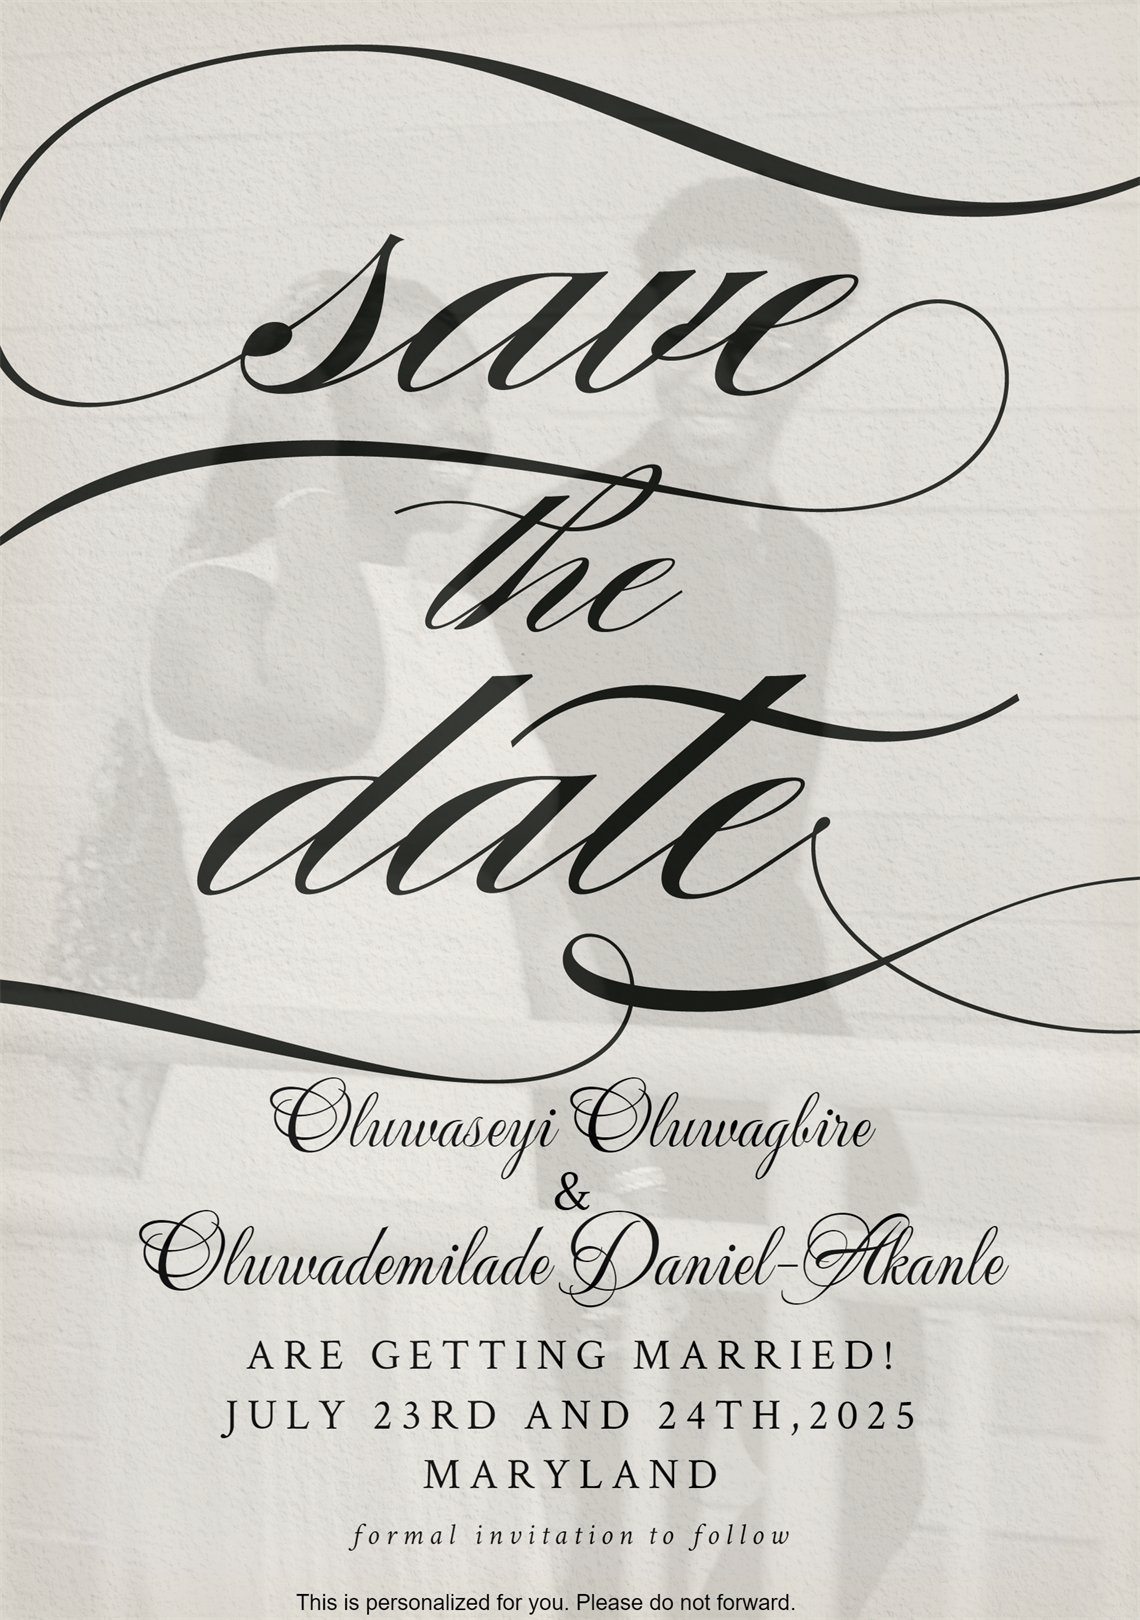 save
the
date
Oluwaseyi Oluwagbire
&
Oluwademilade Daniel-Akanle
ARE GETTING MARRIED!
JULY 23RD AND 24TH,2025
MARYLAND
formal invitation to follow
This is personalized for you. Please do not forward.